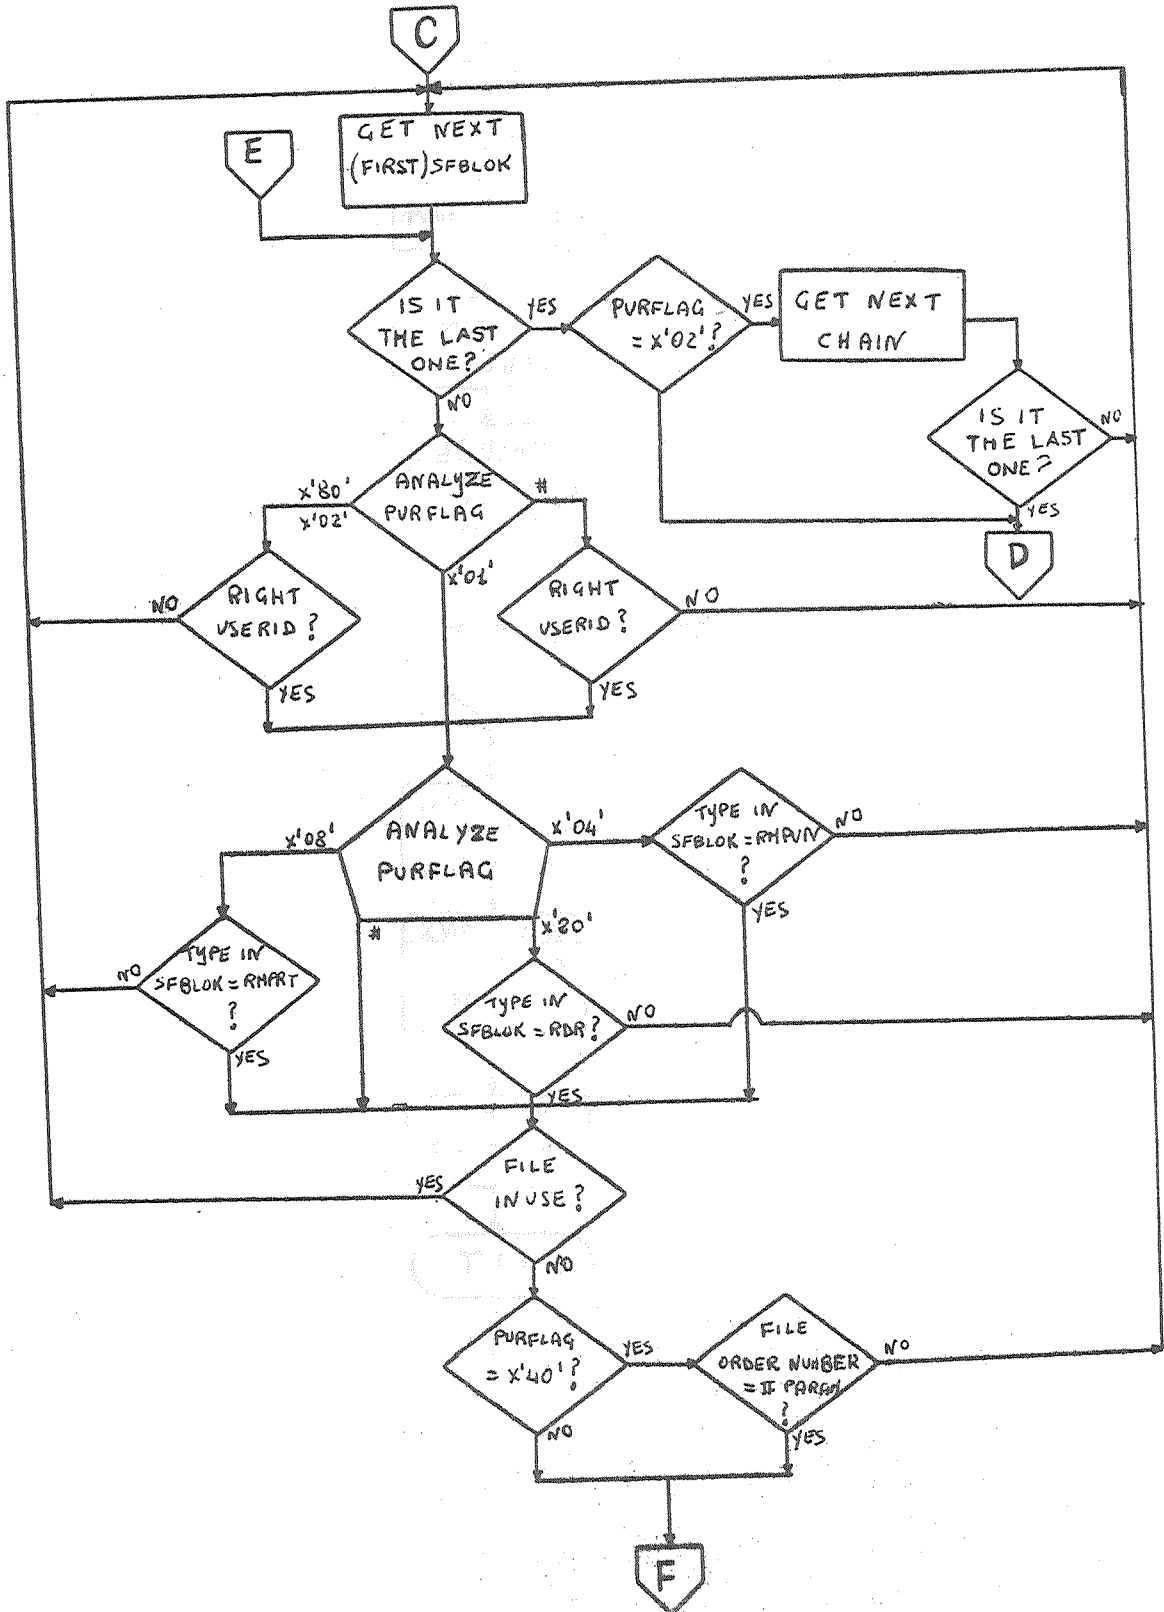 C
GET NEXT
(FIRST) SFBLOK
E
IS IT
THE LAST
ONE?
YES
NO
PURFLAG
= X'02'?
YES
GET NEXT
CHAIN
IS IT
THE LAST
ONE?
NO
YES
D
ANALYZE
PURFLAG
X'80'
X'02'
#
X'01'
RIGHT
USERID?
NO
YES
RIGHT
USERID?
NO
YES
ANALYZE
PURFLAG
X'08'
X'04'
#
X'20'
TYPE IN
SFBLOK=RMPUN
?
NO
YES
TYPE IN
SFBLOK=RMPRT
?
NO
YES
TYPE IN
SFBLOK=RDR?
NO
YES
FILE
IN USE?
YES
NO
PURFLAG
= X'40'?
YES
NO
FILE
ORDER NUMBER
= II PARAM
?
NO
YES
F